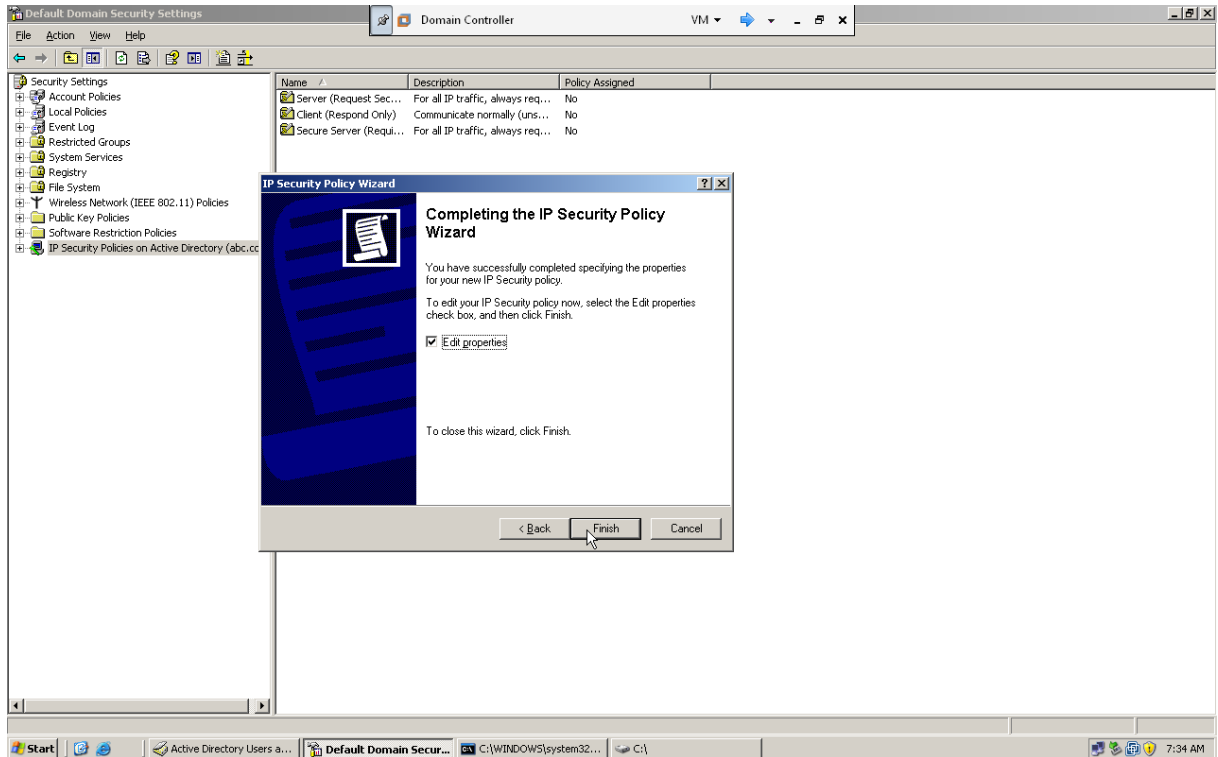 Default Domain Security Settings
Domain Controller
VM
File Action View Help
Security Settings
Account Policies
Local Policies
Event Log
Restricted Groups
System Services
Registry
File System
Wireless Network (IEEE 802.11) Policies
Public Key Policies
Software Restriction Policies
IP Security Policies on Active Directory (abc.cc
Name Description Policy Assigned
Server (Request Sec... For all IP traffic, always req... No
Client (Respond Only) Communicate normally (uns... No
Secure Server (Requi... For all IP traffic, always req... No
IP Security Policy Wizard
Completing the IP Security Policy
Wizard
You have successfully completed specifying the properties
for your new IP Security policy.
To edit your IP Security policy now, select the Edit properties
check box, and then click Finish.
Edit properties
To close this wizard, click Finish.
< Back Finish Cancel
Start Active Directory Users a... Default Domain Secur... C:\WINDOWS\system32... C:\ 7:34 AM